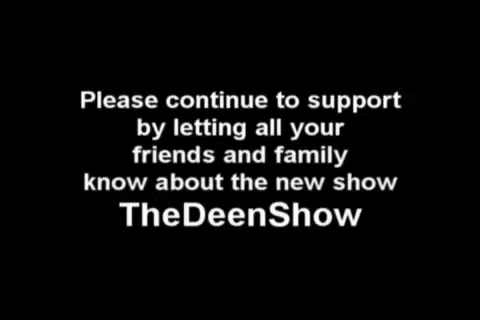 Please continue to support
by letting all your
friends and family
know about the new show
TheDeenShow